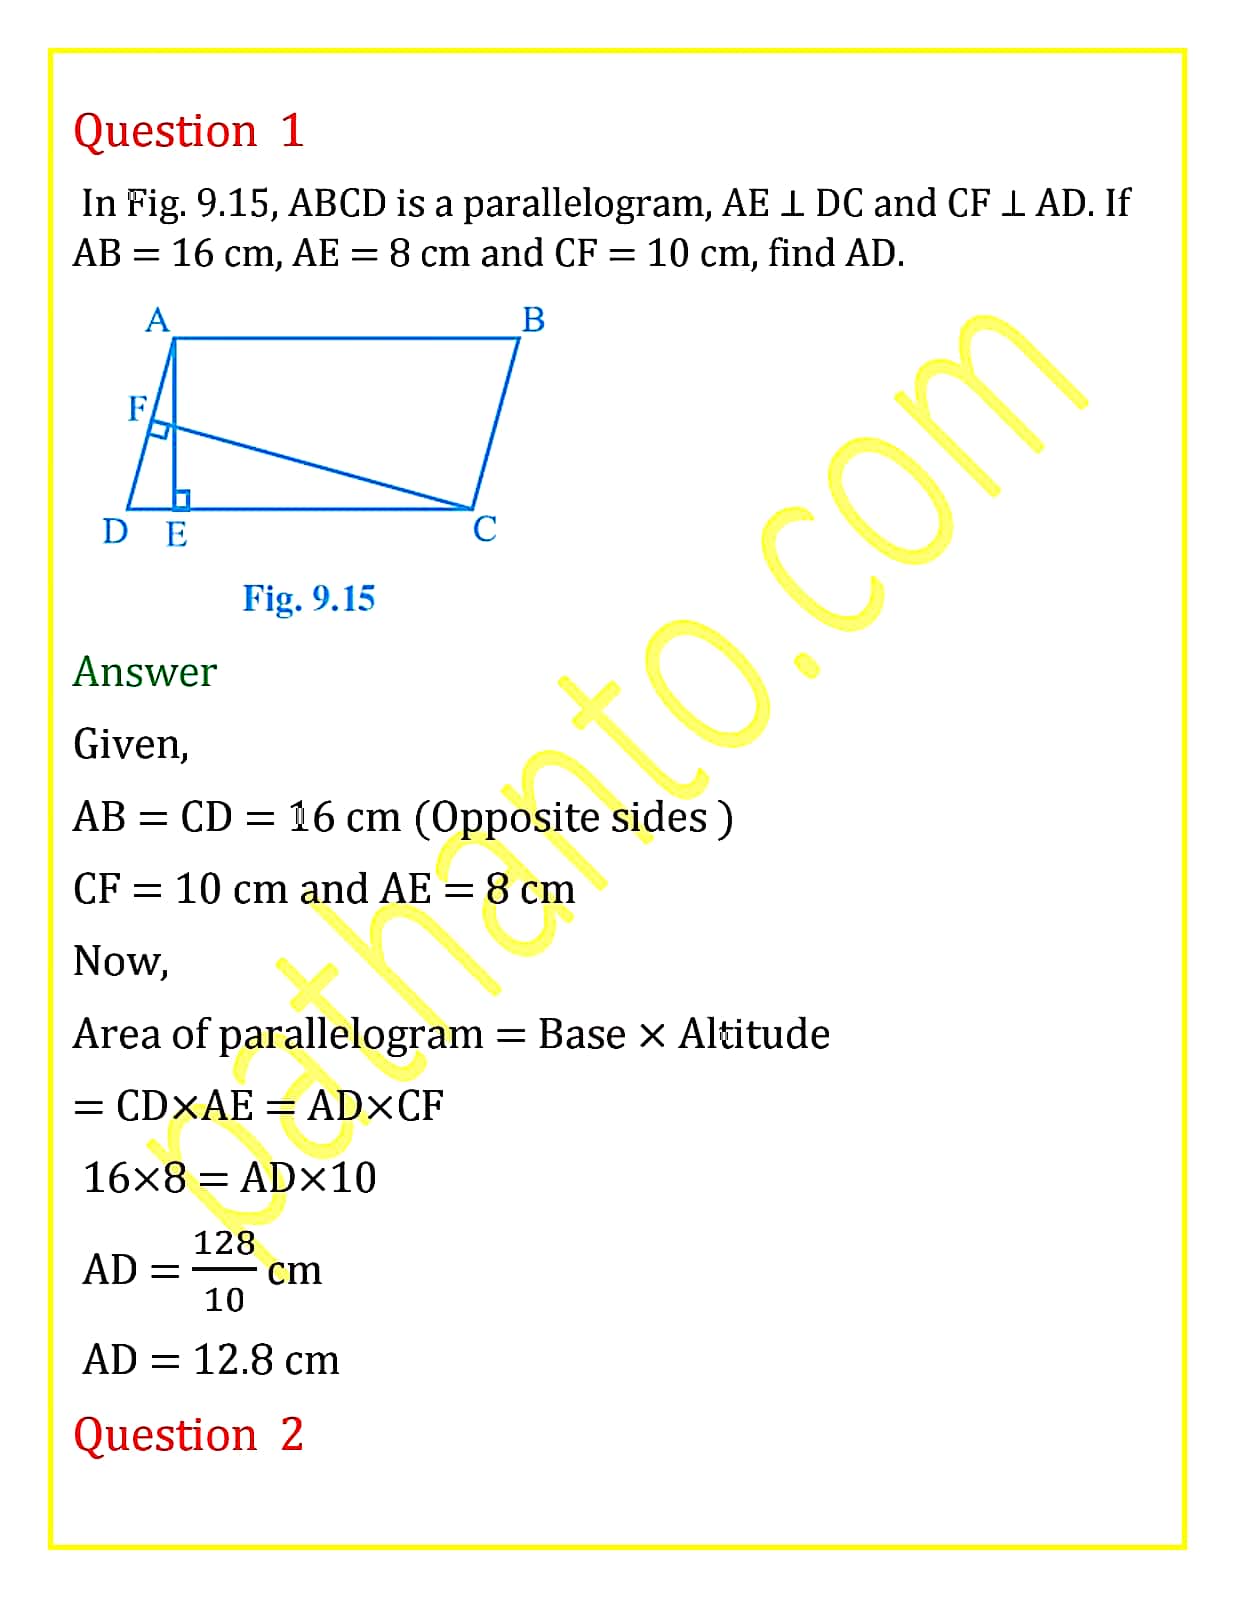 Question 1
In Fig. 9.15, ABCD is a parallelogram, AE ⊥ DC and CF ⊥ AD. If
AB = 16 cm, AE = 8 cm and CF = 10 cm, find AD.
A
B
F
D
E
C
Fig. 9.15
Answer
Given,
AB = CD = 16 cm (Opposite sides )
CF = 10 cm and AE = 8 cm
Now,
Area of parallelogram = Base × Altitude
= CD×AE = AD×CF
16×8 = AD×10
AD = 128/10 cm
AD = 12.8 cm
Question 2
pathanto.com